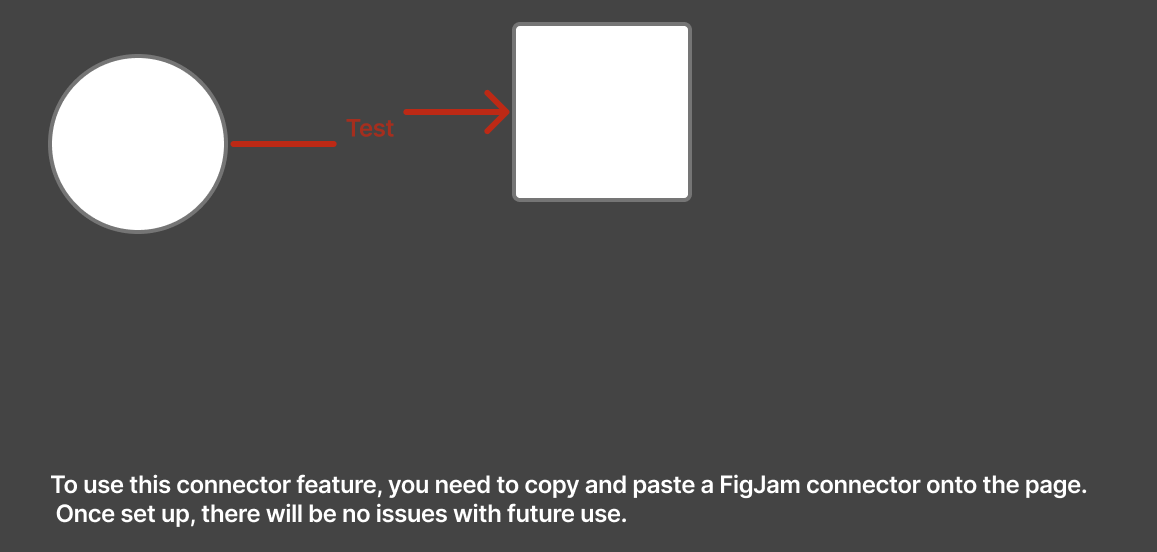 Test
To use this connector feature, you need to copy and paste a FigJam connector onto the page.
Once set up, there will be no issues with future use.